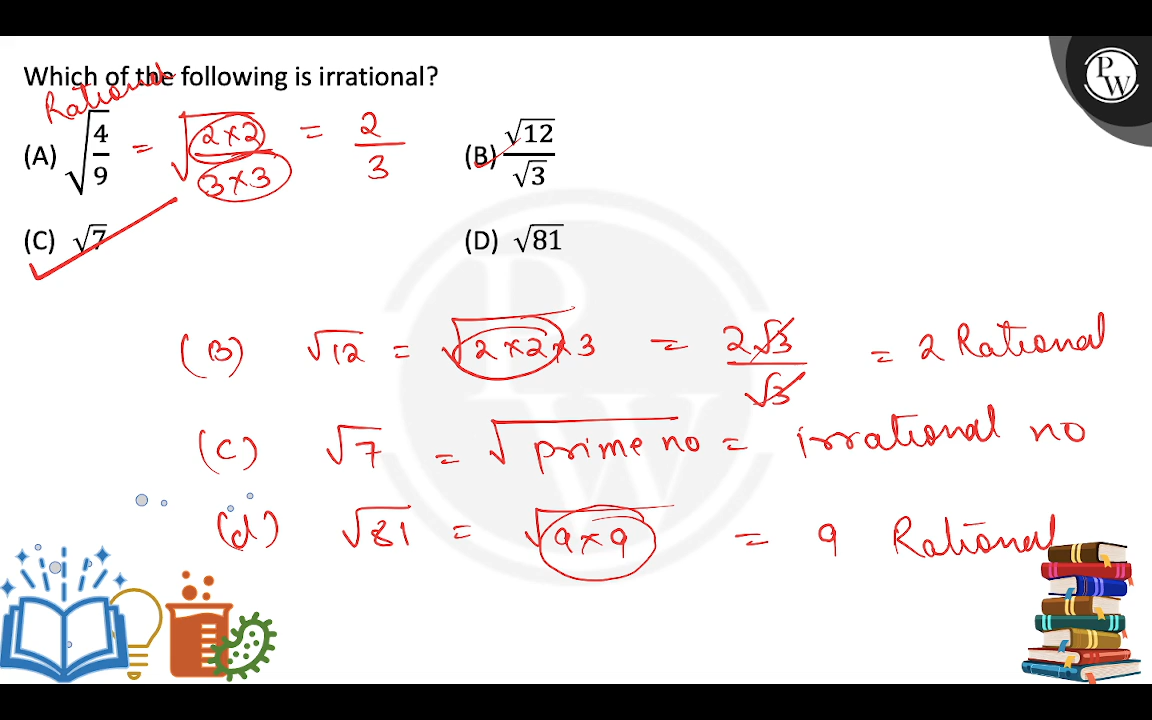 Which of the following is irrational?
Rational
(A) √(4/9) = √((2×2)/(3×3)) = 2/3
(B) √12/√3
(C) √7
(D) √81
(B) √12 = √(2×2×3) = 2√3/√3 = 2 Rational
(C) √7 = √(prime no) = irrational no
(d) √81 = √(9×9) = 9 Rational
PW
PW